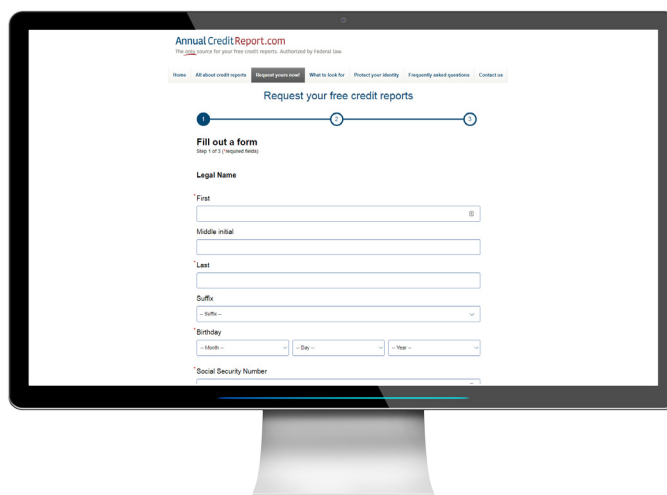 AnnualCreditReport.com
The only source for your free credit reports. Authorized by Federal law.
Home All about credit reports Request yours now! What to look for Protect your identity Frequently asked questions Contact us
Request your free credit reports
1 2 3
Fill out a form
Step 1 of 3 (*required fields)
Legal Name
*First
Middle initial
*Last
Suffix
-- Suffix --
*Birthday
-- Month -- -- Day -- -- Year --
*Social Security Number